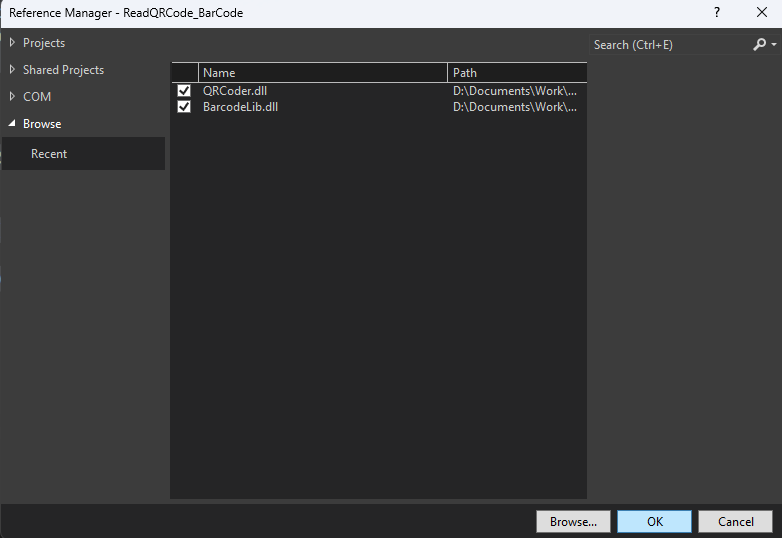 Reference Manager - ReadQRCode_BarCode
?
Projects
Shared Projects
COM
Browse
Recent
Search (Ctrl+E)
Name Path
QRCoder.dll D:\Documents\Work\...
BarcodeLib.dll D:\Documents\Work\...
Browse... OK Cancel